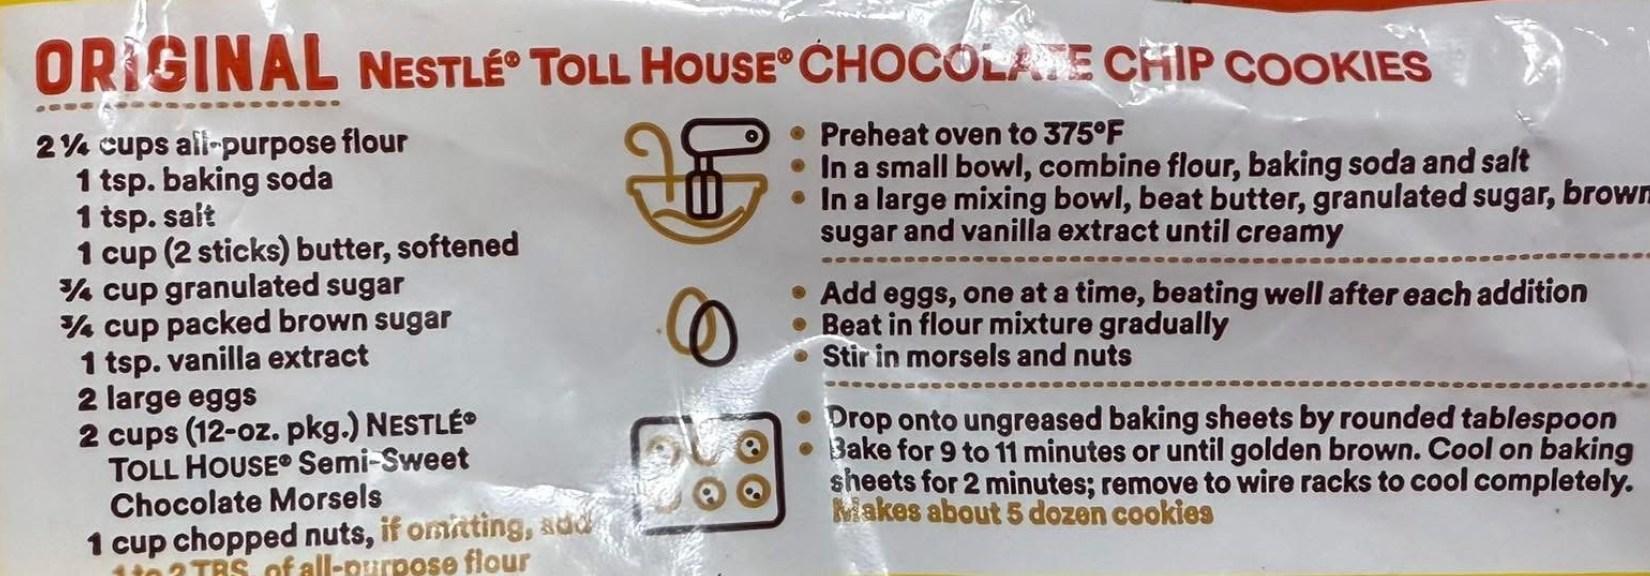 ORIGINAL NESTLÉ® TOLL HOUSE® CHOCOLATE CHIP COOKIES
2 ¼ cups all-purpose flour
1 tsp. baking soda
1 tsp. salt
1 cup (2 sticks) butter, softened
¾ cup granulated sugar
¾ cup packed brown sugar
1 tsp. vanilla extract
2 large eggs
2 cups (12-oz. pkg.) NESTLÉ®
TOLL HOUSE® Semi-Sweet
Chocolate Morsels
1 cup chopped nuts, if omitting, add
1 to 2 TBS. of all-purpose flour
• Preheat oven to 375°F
• In a small bowl, combine flour, baking soda and salt
• In a large mixing bowl, beat butter, granulated sugar, brown
sugar and vanilla extract until creamy
• Add eggs, one at a time, beating well after each addition
• Beat in flour mixture gradually
• Stir in morsels and nuts
• Drop onto ungreased baking sheets by rounded tablespoon
• Bake for 9 to 11 minutes or until golden brown. Cool on baking
sheets for 2 minutes; remove to wire racks to cool completely.
Makes about 5 dozen cookies